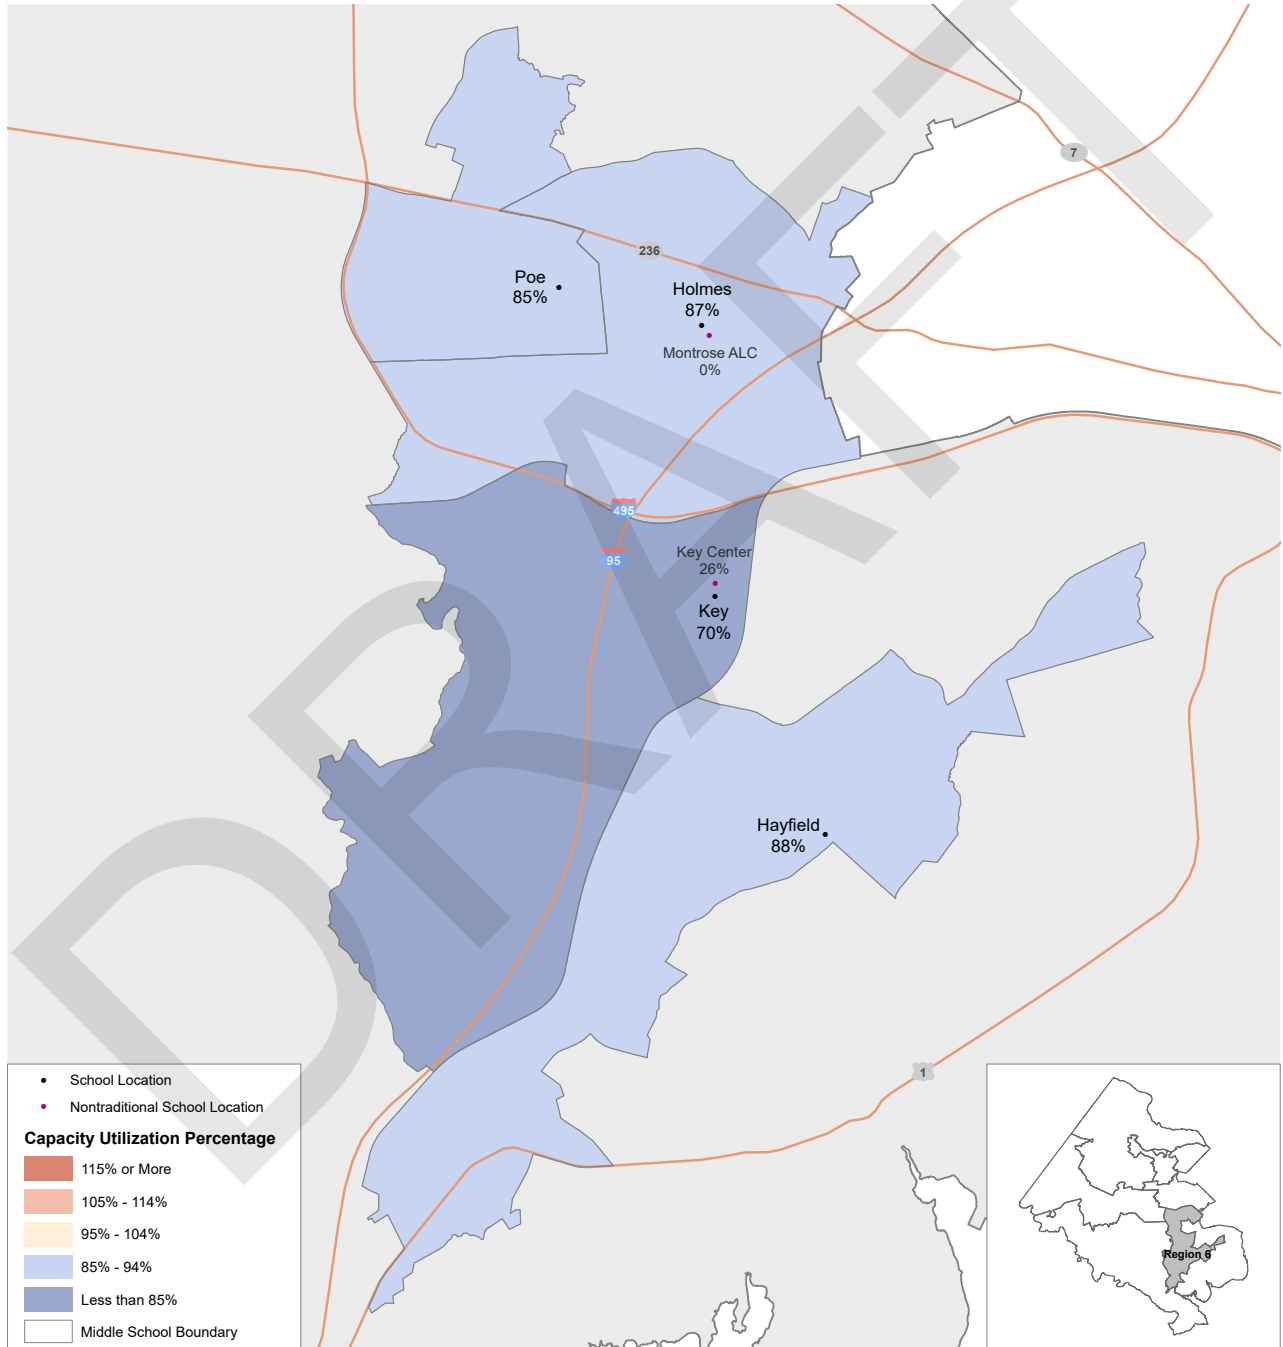 7
236
Poe
85%
Holmes
87%
Montrose ALC
0%
495
95
Key Center
26%
Key
70%
Hayfield
88%
1
DRAFT
School Location
Nontraditional School Location
Capacity Utilization Percentage
115% or More
105% - 114%
95% - 104%
85% - 94%
Less than 85%
Middle School Boundary
Region 6